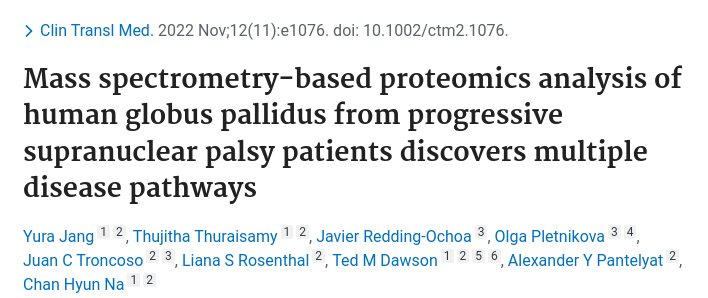 Clin Transl Med. 2022 Nov;12(11):e1076. doi: 10.1002/ctm2.1076.
Mass spectrometry-based proteomics analysis of
human globus pallidus from progressive
supranuclear palsy patients discovers multiple
disease pathways
Yura Jang 1 2, Thujitha Thuraisamy 1 2, Javier Redding-Ochoa 3, Olga Pletnikova 3 4,
Juan C Troncoso 2 3, Liana S Rosenthal 2, Ted M Dawson 1 2 5 6, Alexander Y Pantelyat 2,
Chan Hyun Na 1 2